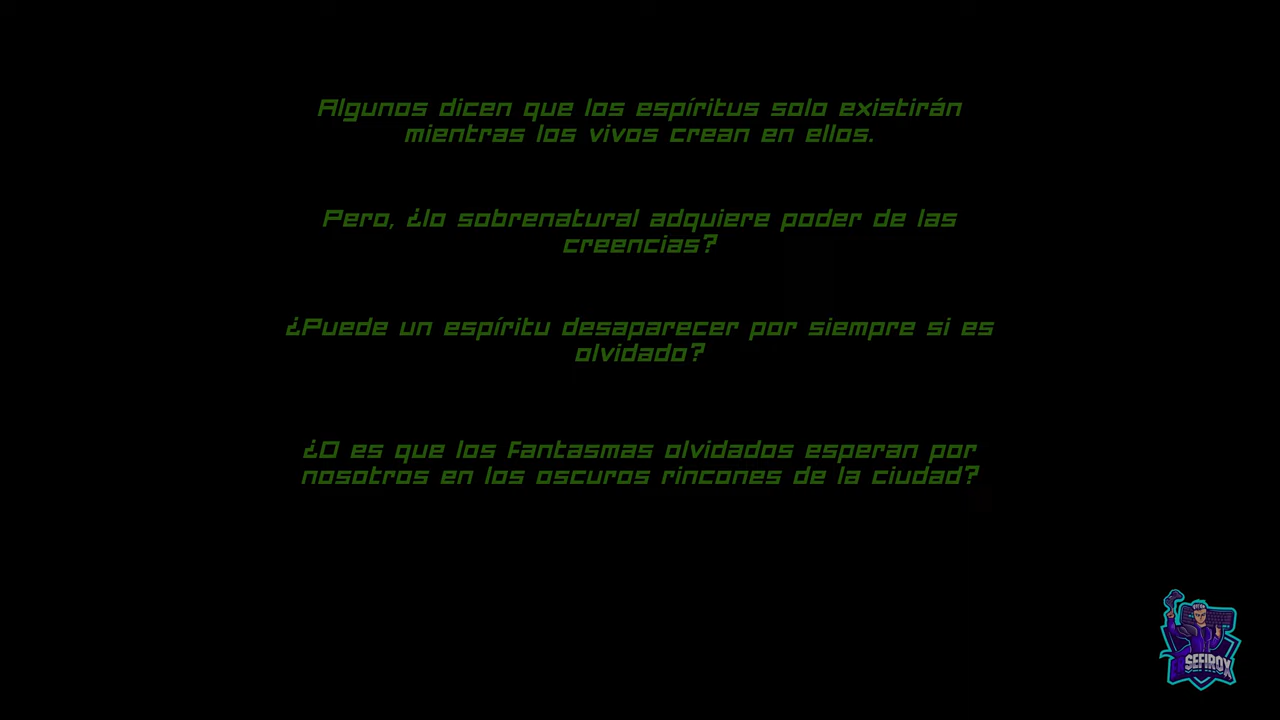 Algunos dicen que los espíritus solo existirán
mientras los vivos crean en ellos.
Pero, ¿lo sobrenatural adquiere poder de las
creencias?
¿Puede un espíritu desaparecer por siempre si es
olvidado?
¿O es que los fantasmas olvidados esperan por
nosotros en los oscuros rincones de la ciudad?
SEFIROX